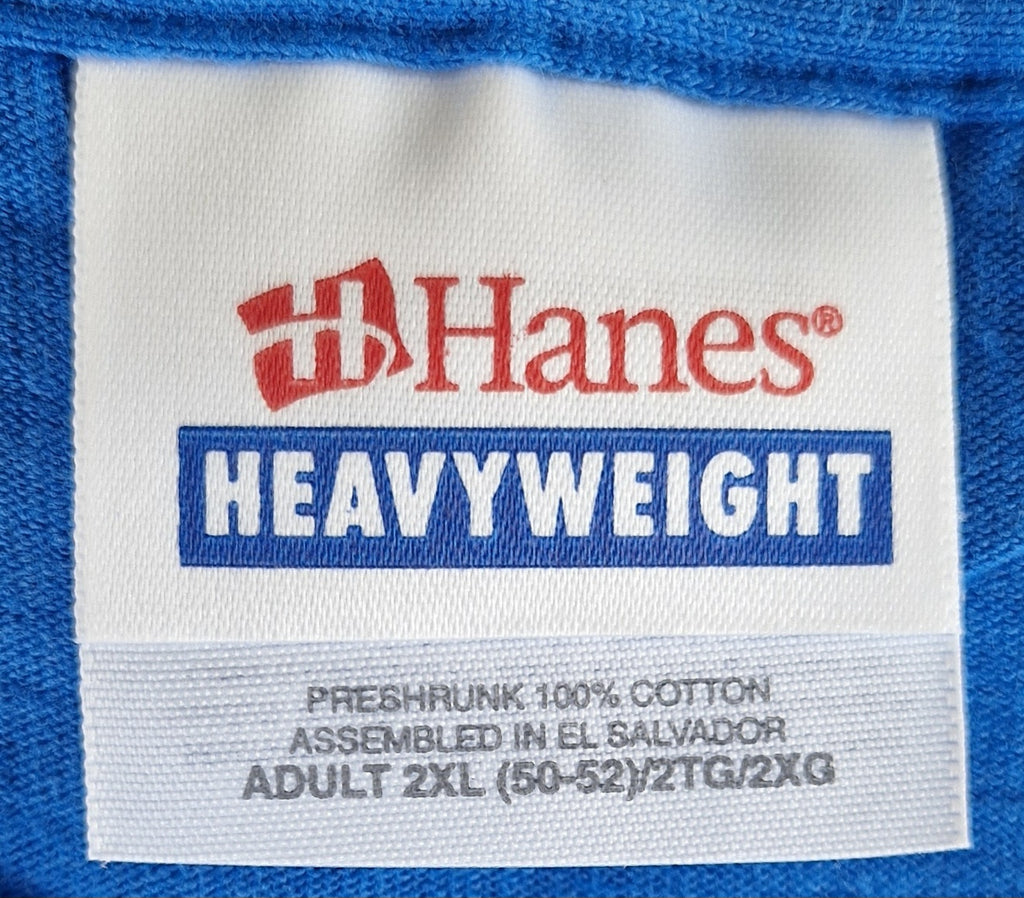 H Hanes®
HEAVYWEIGHT
PRESHRUNK 100% COTTON
ASSEMBLED IN EL SALVADOR
ADULT 2XL (50-52)/2TG/2XG